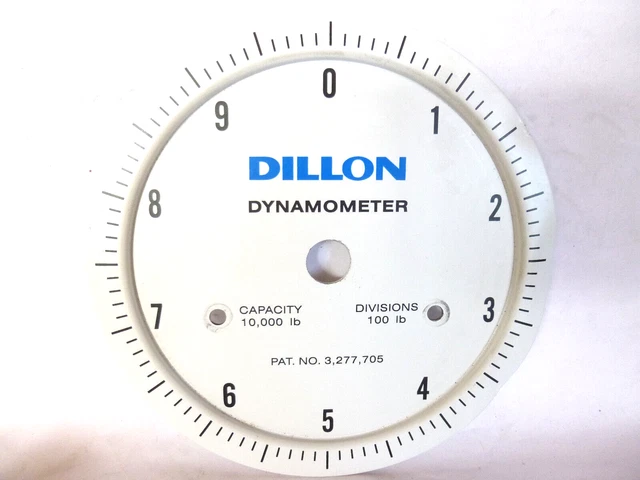 0
1
2
3
4
5
6
7
8
9
DILLON
DYNAMOMETER
CAPACITY
10,000 lb
DIVISIONS
100 lb
PAT. NO. 3,277,705